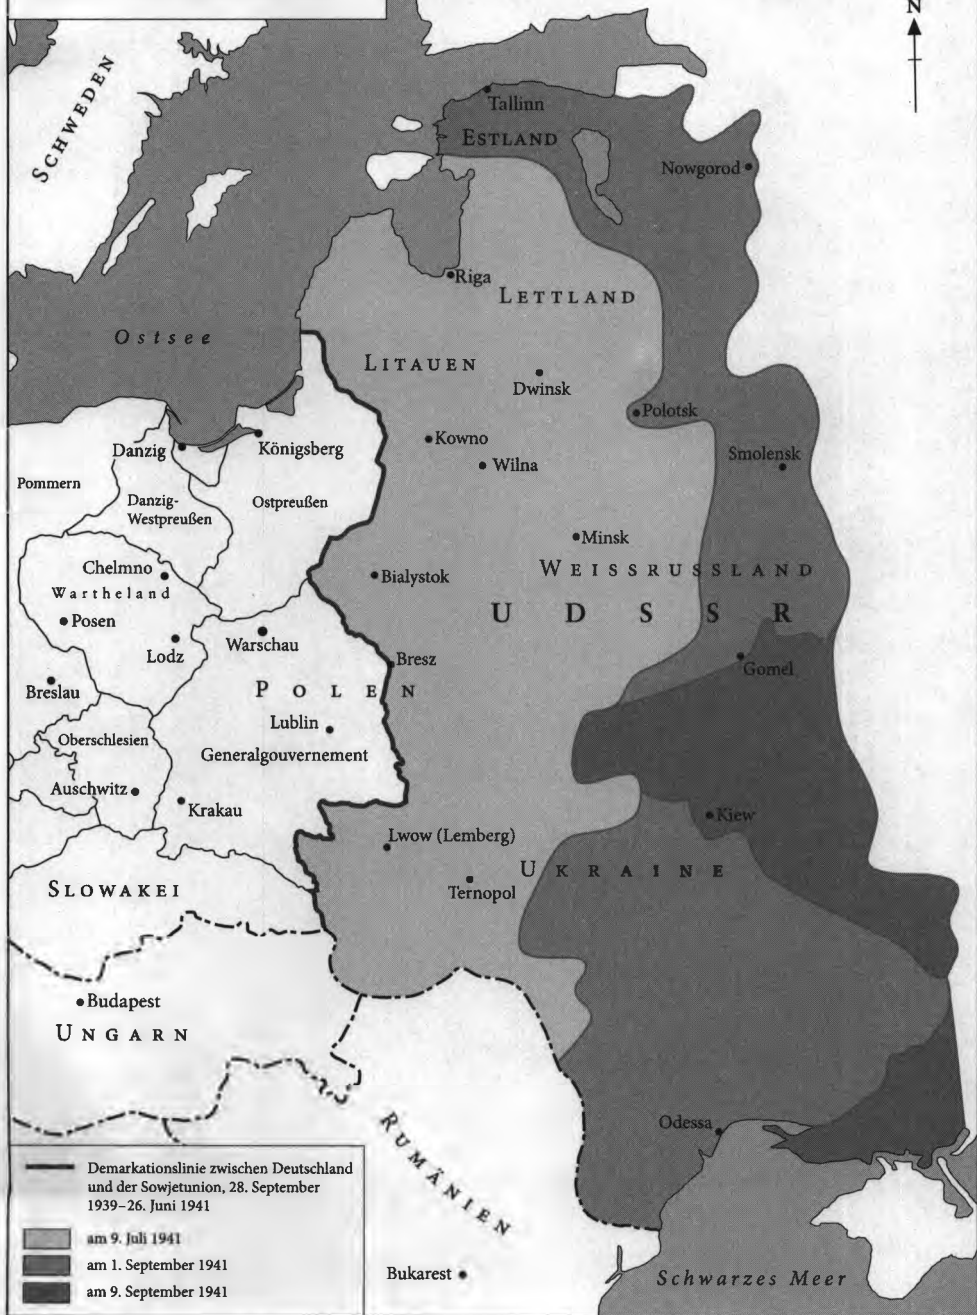 N
SCHWEDEN
Tallinn
ESTLAND
Nowgorod
Riga
LETTLAND
Ostsee
LITAUEN
Dwinsk
Polotsk
Danzig
Königsberg
Kowno
Wilna
Smolensk
Pommern
Danzig-
Westpreußen
Ostpreußen
Minsk
Chelmno
Wartheland
Bialystok
WEISSRUSSLAND
UDSSR
Posen
Lodz
Warschau
Bresz
Gomel
Breslau
POLEN
Lublin
Oberschlesien
Generalgouvernement
Auschwitz
Krakau
Kiew
Lwow (Lemberg)
UKRAINE
Ternopol
SLOWAKEI
Budapest
UNGARN
RUMÄNIEN
Odessa
Demarkationslinie zwischen Deutschland
und der Sowjetunion, 28. September
1939–26. Juni 1941
am 9. Juli 1941
am 1. September 1941
am 9. September 1941
Bukarest
Schwarzes Meer